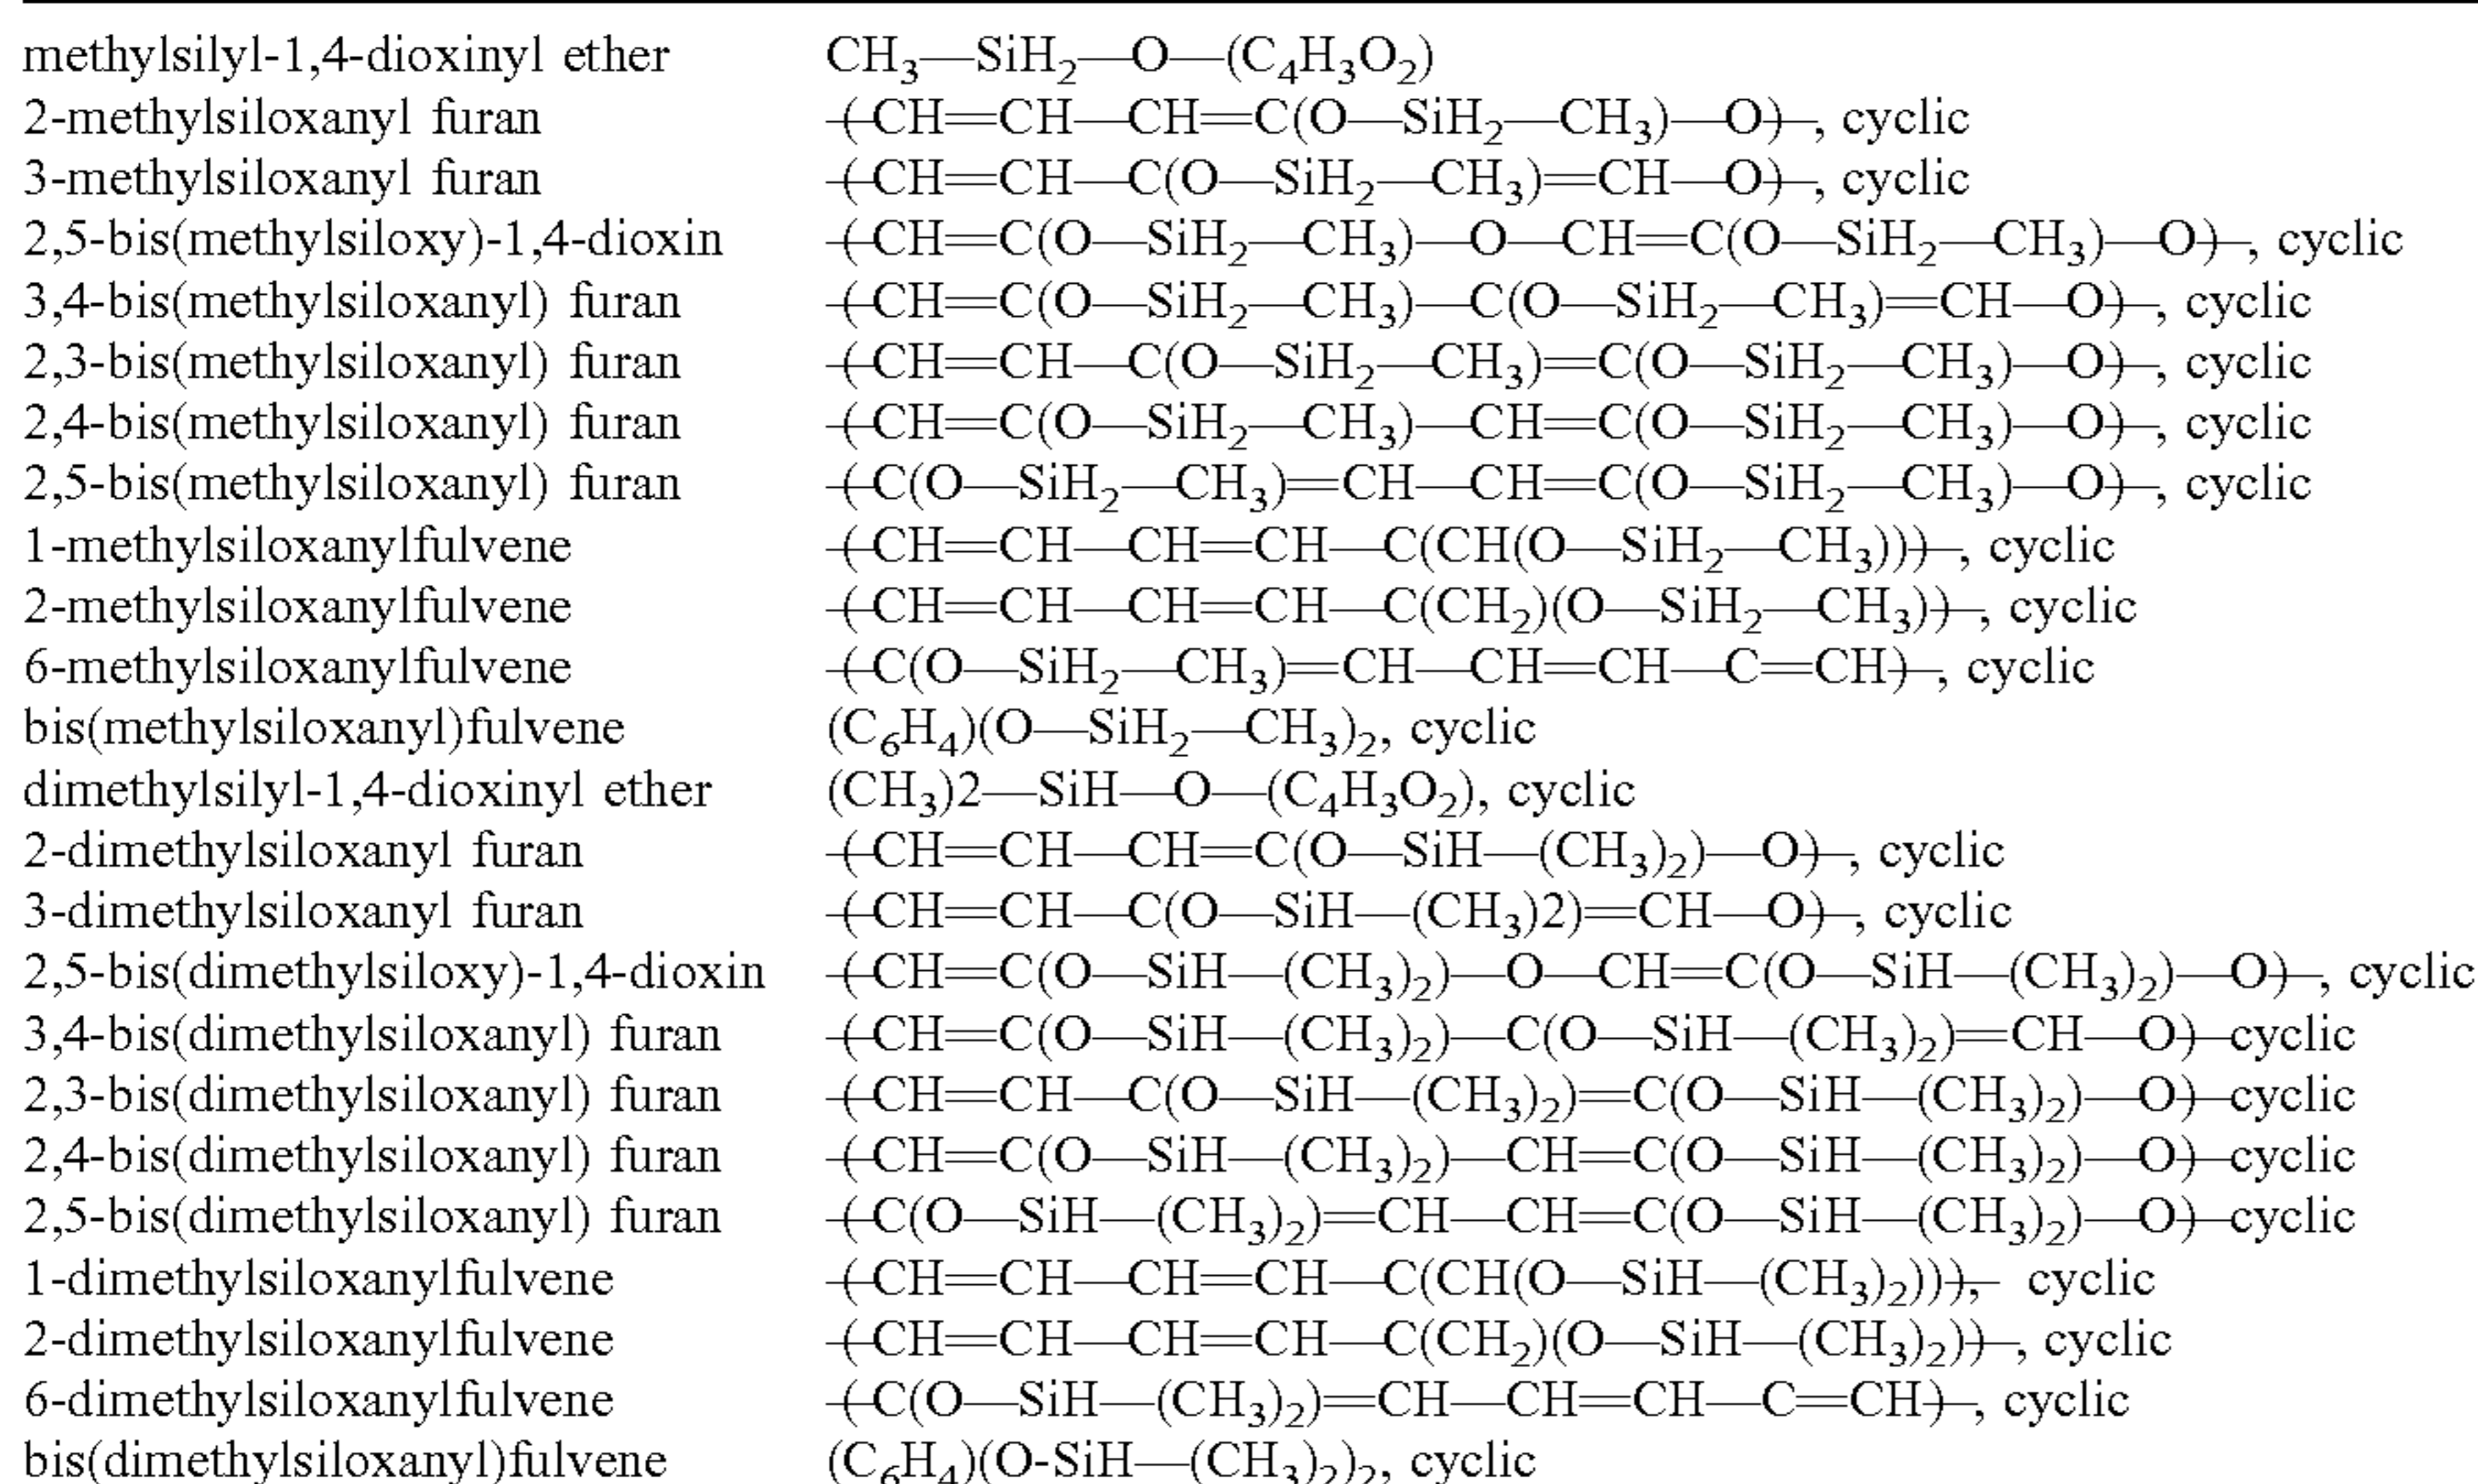 methylsilyl-1,4-dioxinyl ether CH₃—SiH₂—O—(C₄H₃O₂)
2-methylsiloxanyl furan —(CH=CH—CH=C(O—SiH₂—CH₃)—O)—, cyclic
3-methylsiloxanyl furan —(CH=CH—C(O—SiH₂—CH₃)=CH—O)—, cyclic
2,5-bis(methylsiloxy)-1,4-dioxin —(CH=C(O—SiH₂—CH₃)—O—CH=C(O—SiH₂—CH₃)—O)—, cyclic
3,4-bis(methylsiloxanyl) furan —(CH=C(O—SiH₂—CH₃)—C(O—SiH₂—CH₃)=CH—O)—, cyclic
2,3-bis(methylsiloxanyl) furan —(CH=CH—C(O—SiH₂—CH₃)=C(O—SiH₂—CH₃)—O)—, cyclic
2,4-bis(methylsiloxanyl) furan —(CH=C(O—SiH₂—CH₃)—CH=C(O—SiH₂—CH₃)—O)—, cyclic
2,5-bis(methylsiloxanyl) furan —(C(O—SiH₂—CH₃)=CH—CH=C(O—SiH₂—CH₃)—O)—, cyclic
1-methylsiloxanylfulvene —(CH=CH—CH=CH—C(CH(O—SiH₂—CH₃)))—, cyclic
2-methylsiloxanylfulvene —(CH=CH—CH=CH—C(CH₂)(O—SiH₂—CH₃))—, cyclic
6-methylsiloxanylfulvene —(C(O—SiH₂—CH₃)=CH—CH=CH—C=CH)—, cyclic
bis(methylsiloxanyl)fulvene (C₆H₄)(O—SiH₂—CH₃)₂, cyclic
dimethylsilyl-1,4-dioxinyl ether (CH₃)2—SiH—O—(C₄H₃O₂), cyclic
2-dimethylsiloxanyl furan —(CH=CH—CH=C(O—SiH—(CH₃)₂)—O)—, cyclic
3-dimethylsiloxanyl furan —(CH=CH—C(O—SiH—(CH₃)2)=CH—O)—, cyclic
2,5-bis(dimethylsiloxy)-1,4-dioxin —(CH=C(O—SiH—(CH₃)₂)—O—CH=C(O—SiH—(CH₃)₂)—O)—, cyclic
3,4-bis(dimethylsiloxanyl) furan —(CH=C(O—SiH—(CH₃)₂)—C(O—SiH—(CH₃)₂)=CH—O)—cyclic
2,3-bis(dimethylsiloxanyl) furan —(CH=CH—C(O—SiH—(CH₃)₂)=C(O—SiH—(CH₃)₂)—O)—cyclic
2,4-bis(dimethylsiloxanyl) furan —(CH=C(O—SiH—(CH₃)₂)—CH=C(O—SiH—(CH₃)₂)—O)—cyclic
2,5-bis(dimethylsiloxanyl) furan —(C(O—SiH—(CH₃)₂)=CH—CH=C(O—SiH—(CH₃)₂)—O)—cyclic
1-dimethylsiloxanylfulvene —(CH=CH—CH=CH—C(CH(O—SiH—(CH₃)₂))),— cyclic
2-dimethylsiloxanylfulvene —(CH=CH—CH=CH—C(CH₂)(O—SiH—(CH₃)₂))—, cyclic
6-dimethylsiloxanylfulvene —(C(O—SiH—(CH₃)₂)=CH—CH=CH—C=CH)—, cyclic
bis(dimethylsiloxanyl)fulvene (C₆H₄)(O-SiH—(CH₃)₂)₂, cyclic